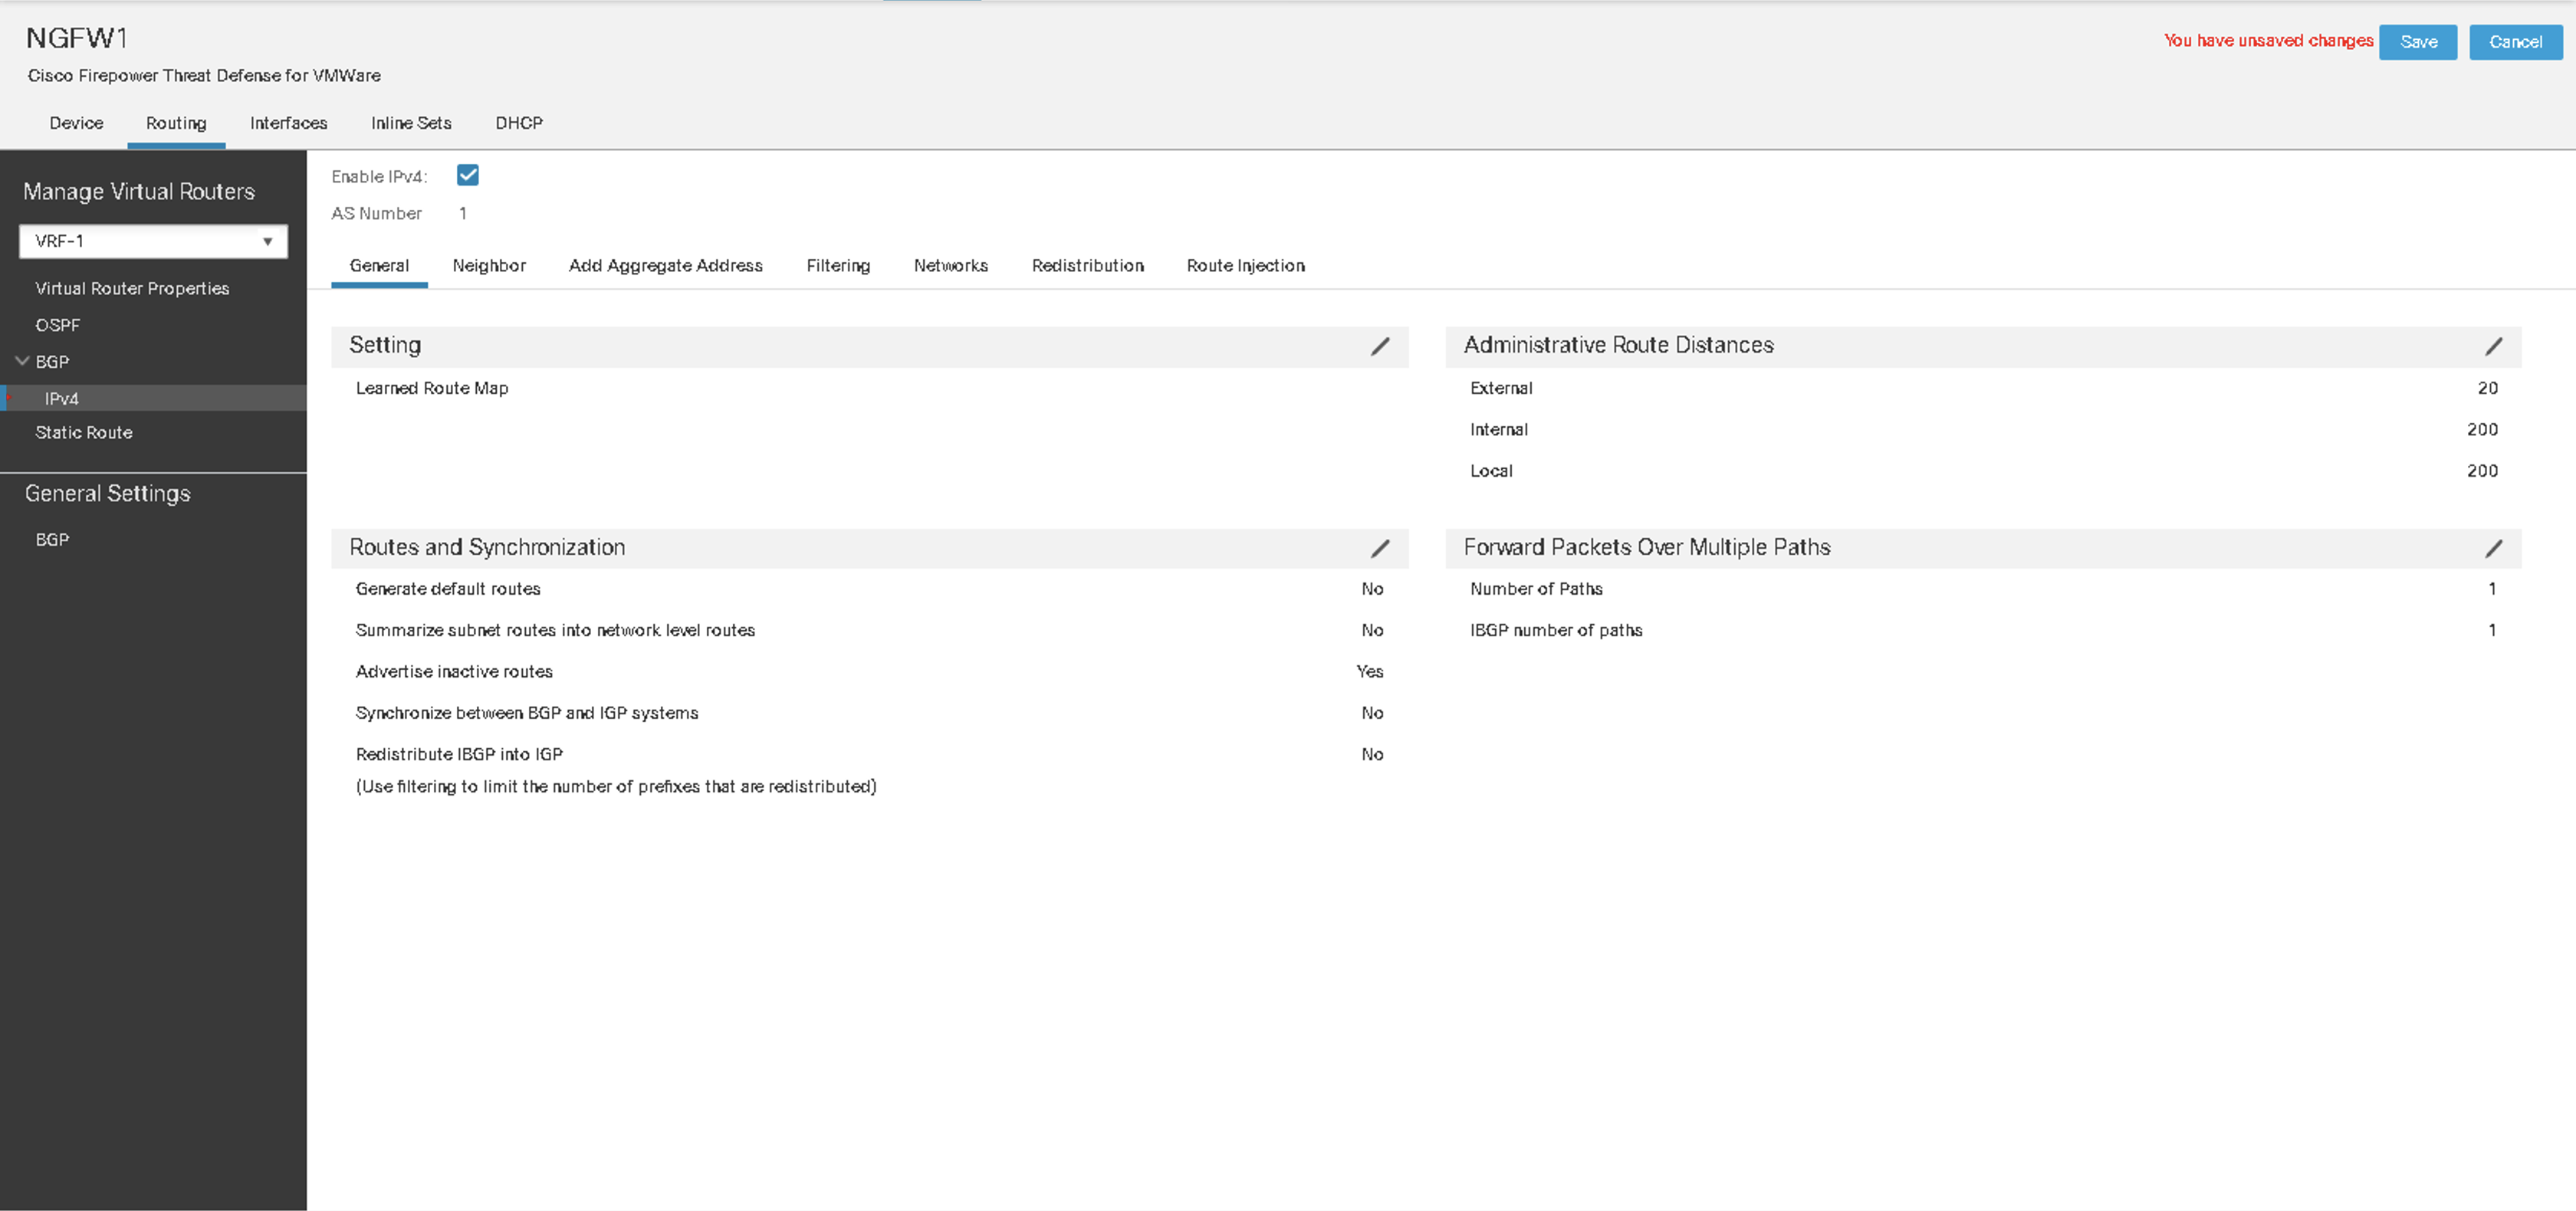 NGFW1
You have unsaved changes Save Cancel
Cisco Firepower Threat Defense for VMWare
Device Routing Interfaces Inline Sets DHCP
Manage Virtual Routers
VRF-1
Virtual Router Properties
OSPF
BGP
IPv4
Static Route
General Settings
BGP
Enable IPv4:
AS Number 1
General Neighbor Add Aggregate Address Filtering Networks Redistribution Route Injection
Setting
Learned Route Map
Administrative Route Distances
External 20
Internal 200
Local 200
Routes and Synchronization
Generate default routes No
Summarize subnet routes into network level routes No
Advertise inactive routes Yes
Synchronize between BGP and IGP systems No
Redistribute IBGP into IGP No
(Use filtering to limit the number of prefixes that are redistributed)
Forward Packets Over Multiple Paths
Number of Paths 1
IBGP number of paths 1